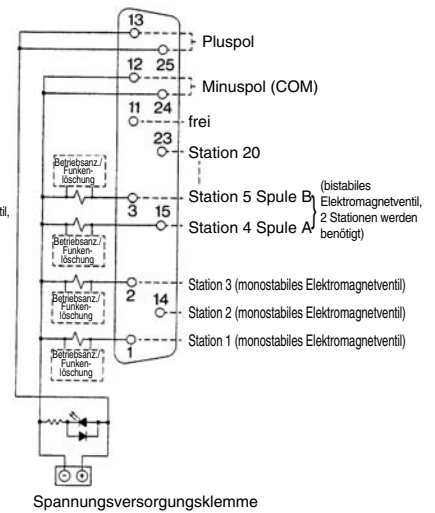 13
Pluspol
12 25
Minuspol (COM)
24
11
frei
23
Station 20
Betriebsanz./
Funken-
löschung
Station 5 Spule B
(bistabiles
Elektromagnetventil,
2 Stationen werden
benötigt)
til,
3 15
Station 4 Spule A
Betriebsanz./
Funken-
löschung
Station 3 (monostabiles Elektromagnetventil)
2
14
Betriebsanz./
Funken-
löschung
Station 2 (monostabiles Elektromagnetventil)
Station 1 (monostabiles Elektromagnetventil)
1
Betriebsanz./
Funken-
löschung
Spannungsversorgungsklemme